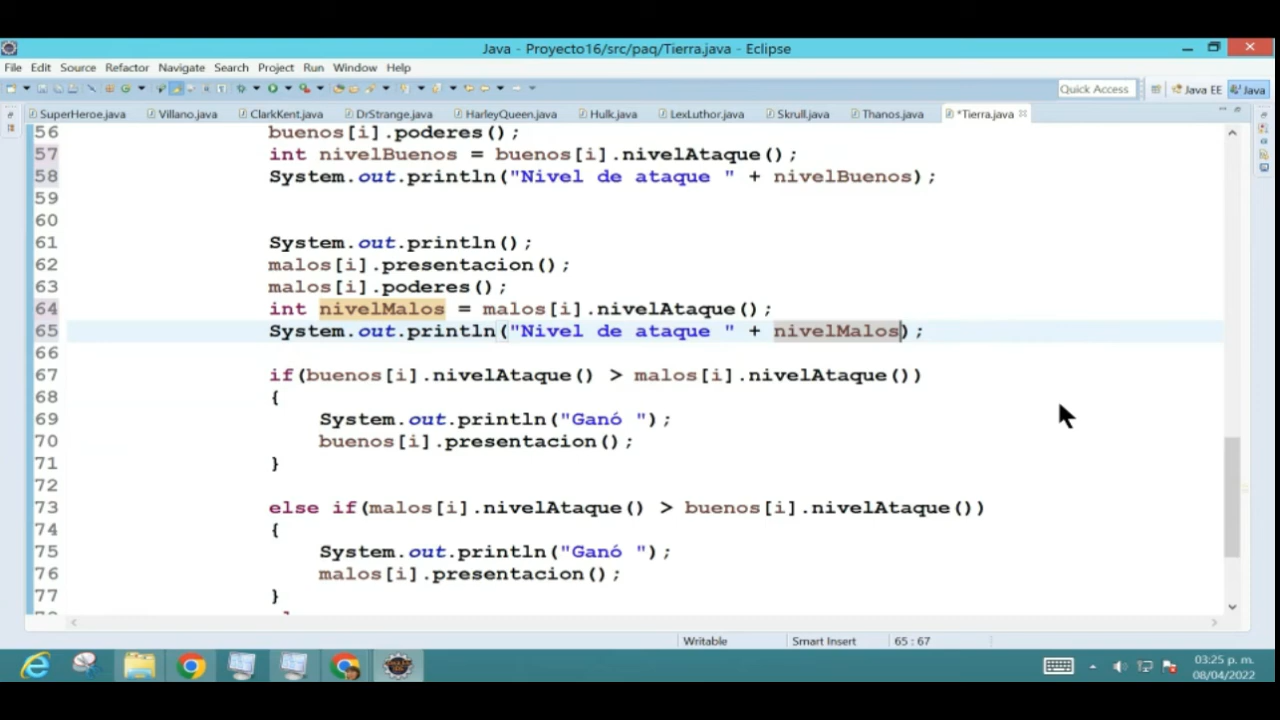 Java - Proyecto16/src/paq/Tierra.java - Eclipse
File Edit Source Refactor Navigate Search Project Run Window Help
Quick Access Java EE Java
SuperHeroe.java Villano.java ClarkKent.java DrStrange.java HarleyQueen.java Hulk.java LexLuthor.java Skrull.java Thanos.java *Tierra.java
56 buenos[i].poderes();
57 int nivelBuenos = buenos[i].nivelAtaque();
58 System.out.println("Nivel de ataque " + nivelBuenos);
59
60
61 System.out.println();
62 malos[i].presentacion();
63 malos[i].poderes();
64 int nivelMalos = malos[i].nivelAtaque();
65 System.out.println("Nivel de ataque " + nivelMalos);
66
67 if(buenos[i].nivelAtaque() > malos[i].nivelAtaque())
68 {
69 System.out.println("Ganó ");
70 buenos[i].presentacion();
71 }
72
73 else if(malos[i].nivelAtaque() > buenos[i].nivelAtaque())
74 {
75 System.out.println("Ganó ");
76 malos[i].presentacion();
77 }
Writable Smart Insert 65 : 67
03:25 p. m.
08/04/2022